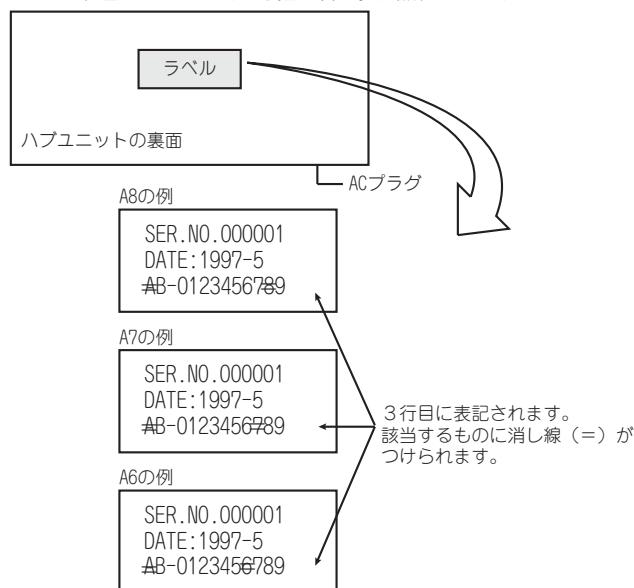 ラベル
ハブユニットの裏面
ACプラグ
A8の例
SER.NO.000001
DATE:1997-5
AB-0123456789
A7の例
SER.NO.000001
DATE:1997-5
AB-0123456789
3行目に表記されます。
該当するものに消し線（＝）が
つけられます。
A6の例
SER.NO.000001
DATE:1997-5
AB-0123456789